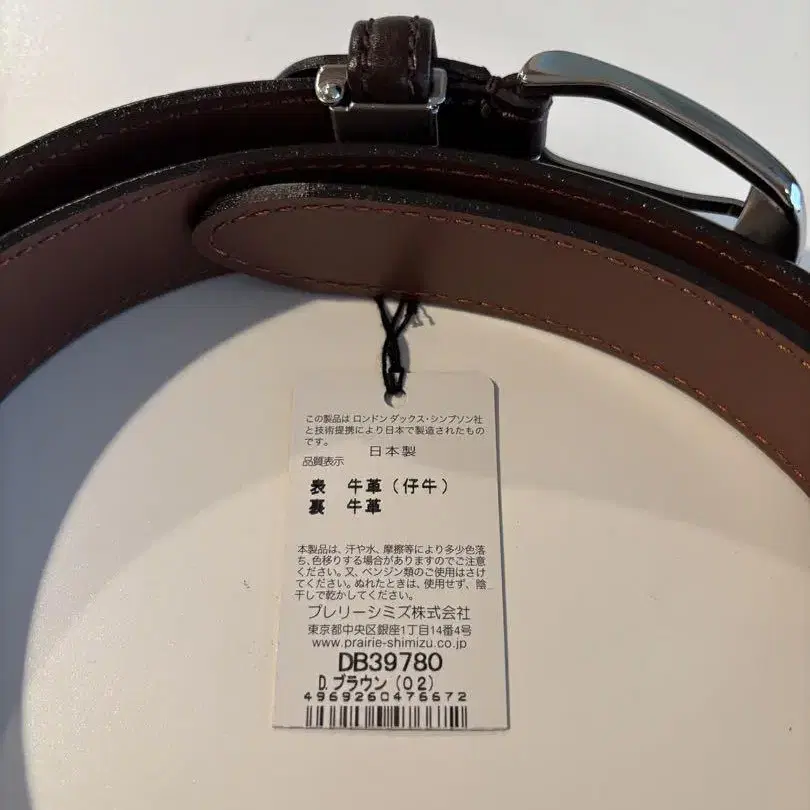 この製品は ロンドン ダックス・シンプソン社
と技術提携により日本で製造されたもの
です。
日本製
品質表示
表 牛革(仔牛)
裏 牛革
本製品は、汗や水、摩擦等により多少色落
ち、色移りする場合がありますのでご注意
ください。又、ベンジン類のご使用はさけ
てください。ぬれたときは、使用せず、陰
干しで乾かしてください。
プレリーシミズ株式会社
東京都中央区銀座1丁目14番4号
www.prairie-shimizu.co.jp
DB39780
D.ブラウン(02)
4969260476672